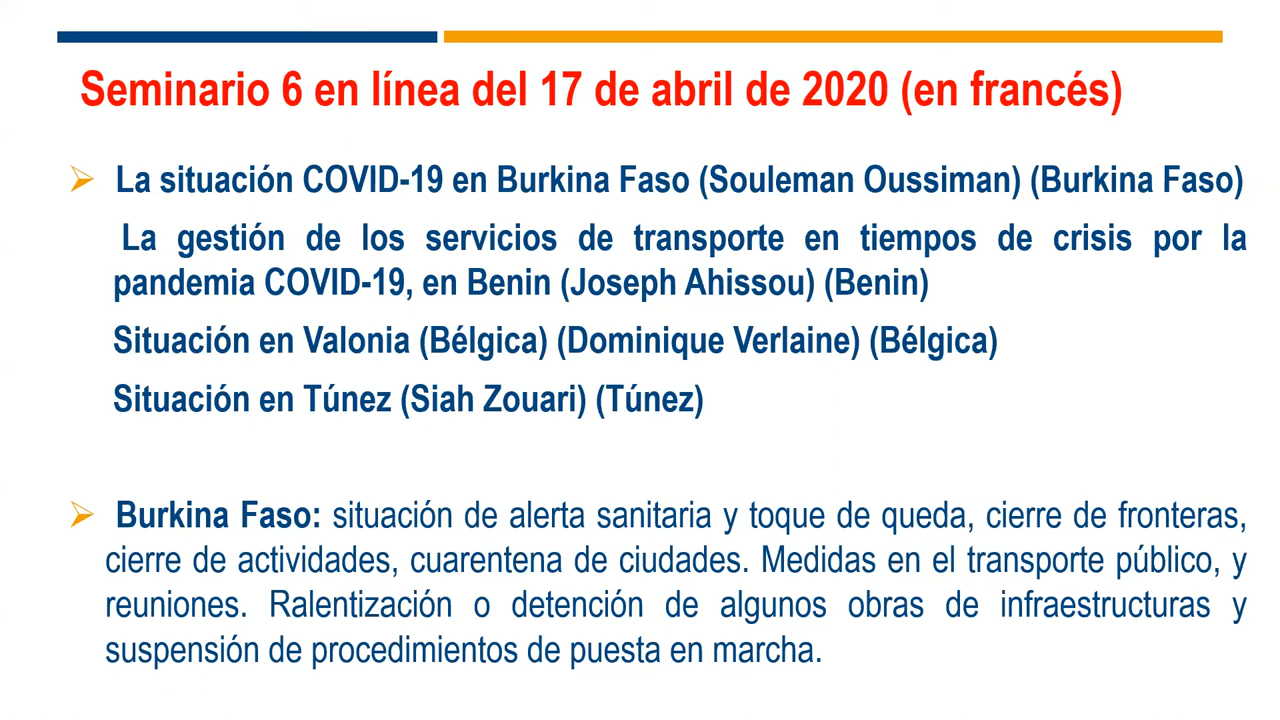 Seminario 6 en línea del 17 de abril de 2020 (en francés)
La situación COVID-19 en Burkina Faso (Souleman Oussiman) (Burkina Faso)
La gestión de los servicios de transporte en tiempos de crisis por la
pandemia COVID-19, en Benin (Joseph Ahissou) (Benin)
Situación en Valonia (Bélgica) (Dominique Verlaine) (Bélgica)
Situación en Túnez (Siah Zouari) (Túnez)
Burkina Faso: situación de alerta sanitaria y toque de queda, cierre de fronteras,
cierre de actividades, cuarentena de ciudades. Medidas en el transporte público, y
reuniones. Ralentización o detención de algunos obras de infraestructuras y
suspensión de procedimientos de puesta en marcha.